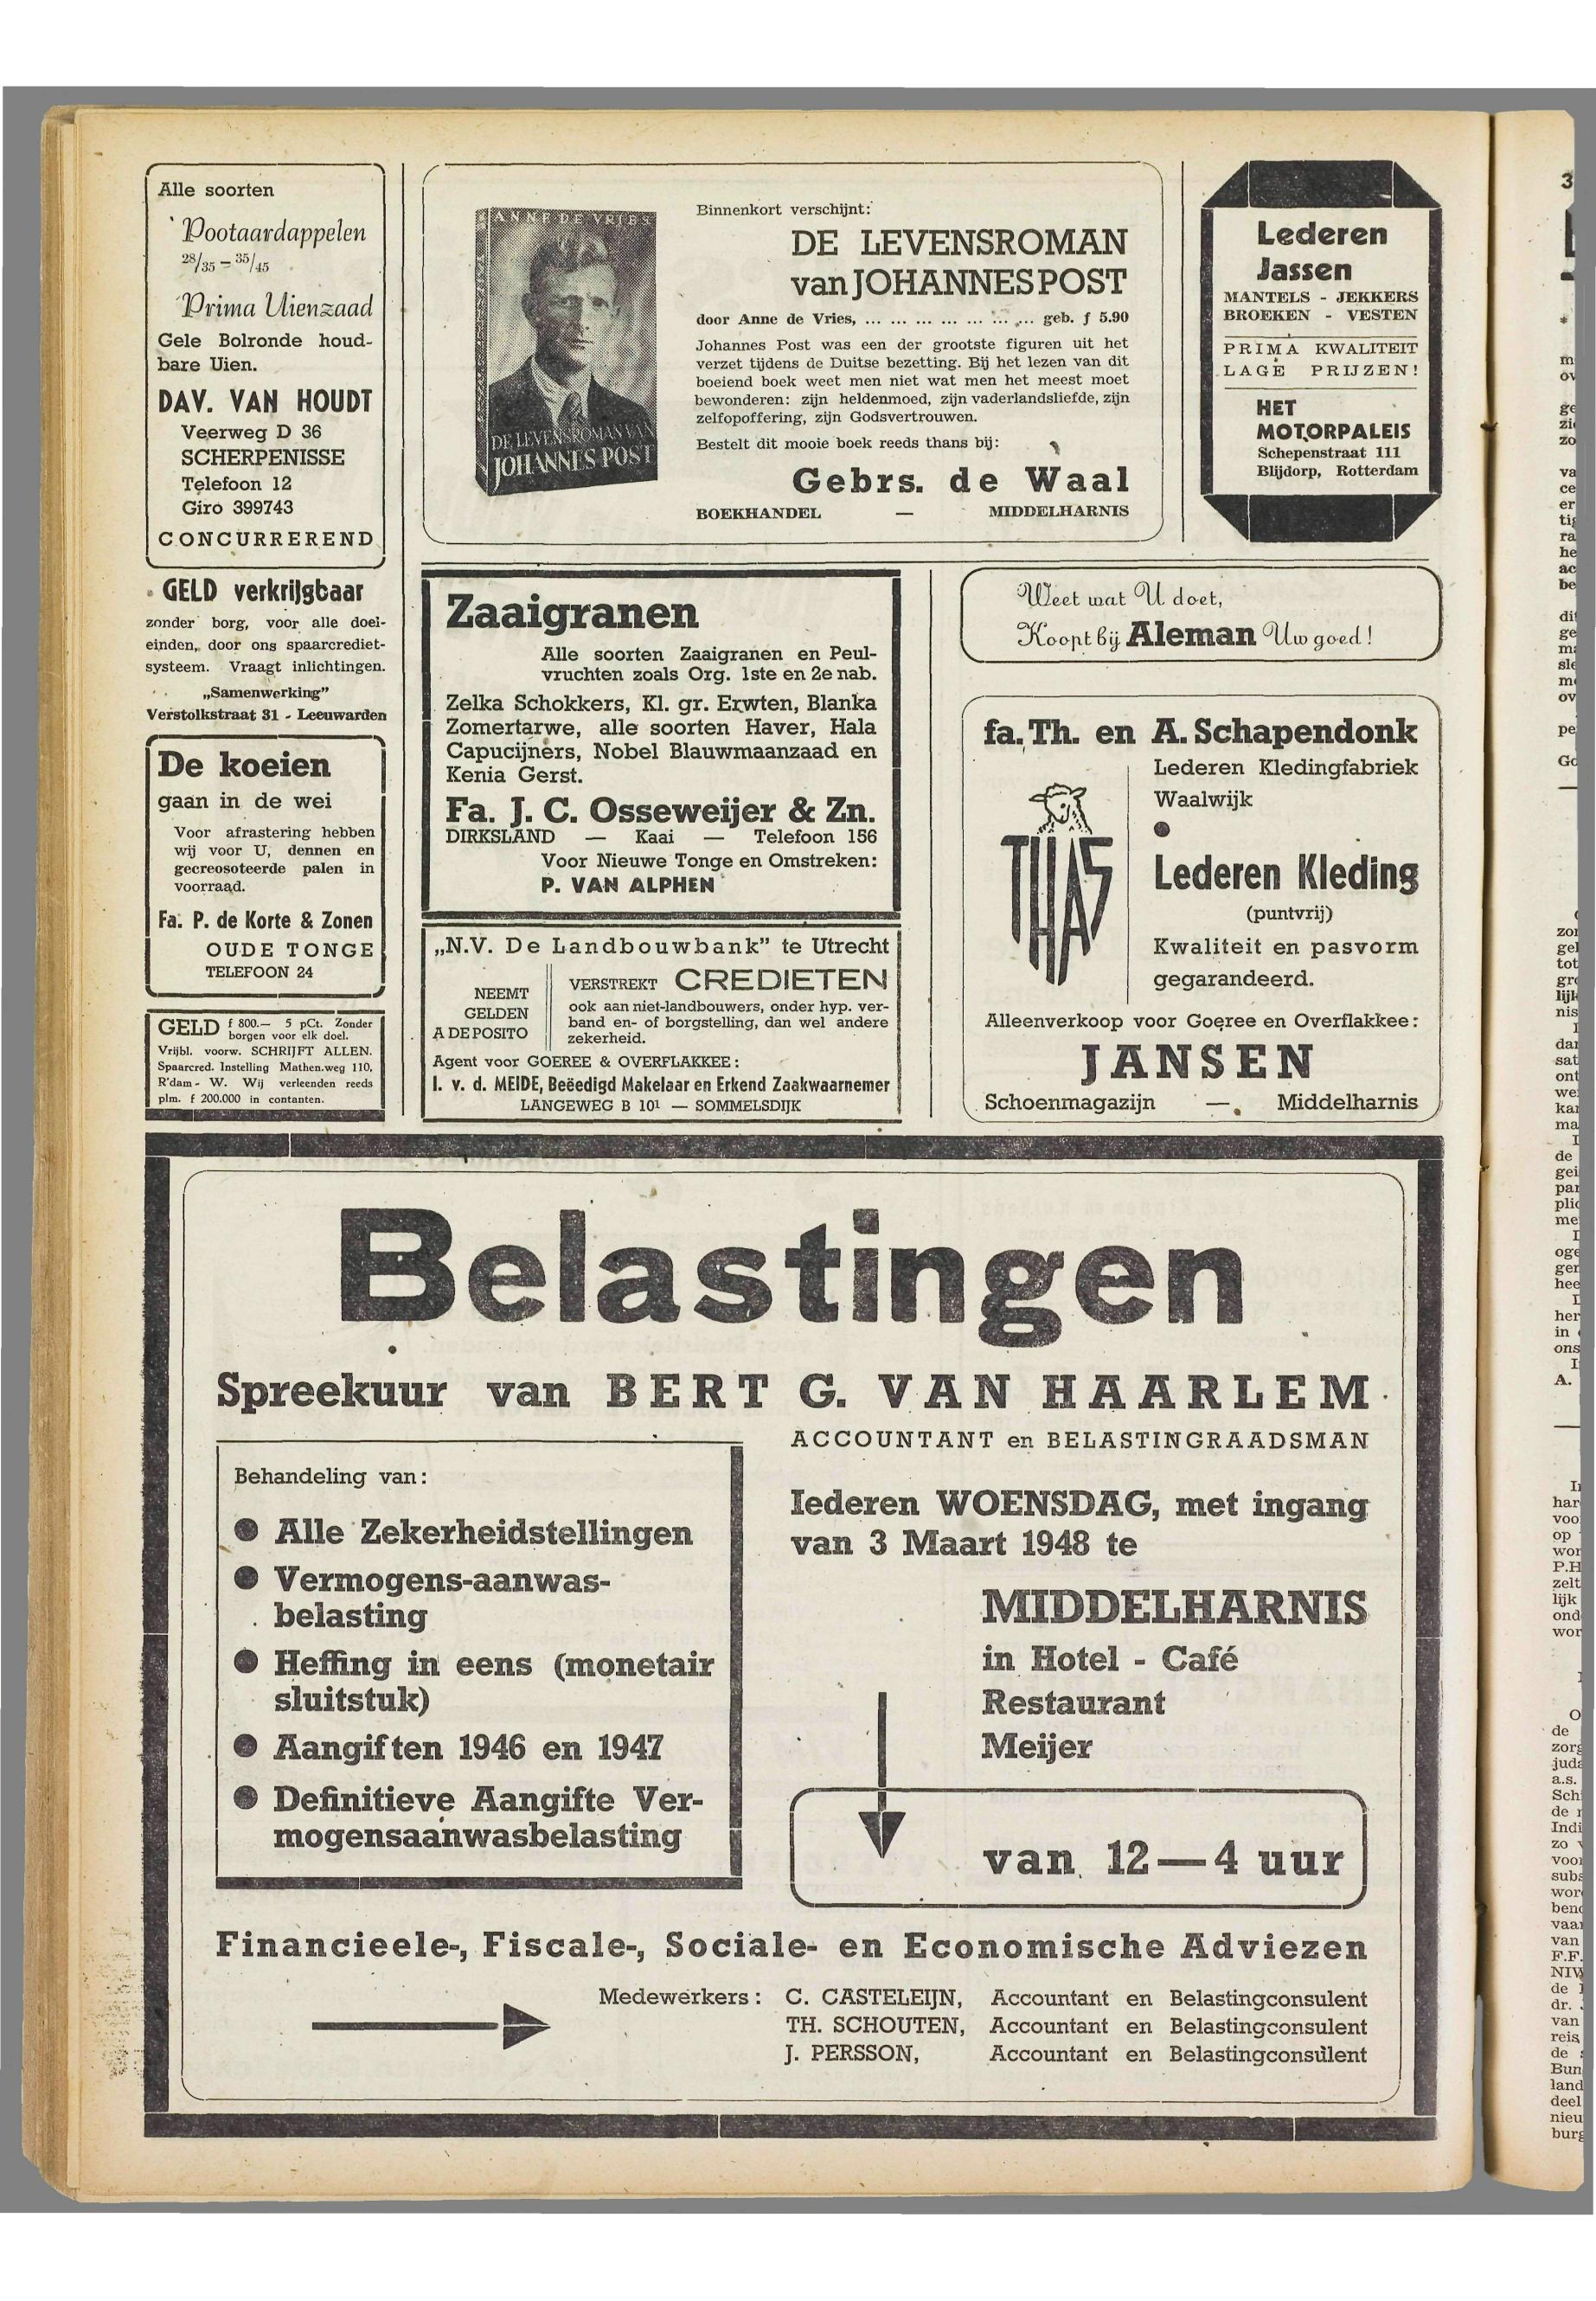 Alle soorten
Pootaardappelen
28/35 — 35/45
Prima Uienzaad
Gele Bolronde houd-
bare Uien.
DAV. VAN HOUDT
Veerweg D 36
SCHERPENISSE
Telefoon 12
Giro 399743
CONCURREREND
GELD verkrijgbaar
zonder borg, voor alle doel-
einden, door ons spaarcrediet-
systeem. Vraagt inlichtingen.
„Samenwerking”
Verstolkstraat 31 - Leeuwarden
De koeien
gaan in de wei
Voor afrastering hebben
wij voor U, dennen en
gecreosoteerde palen in
voorraad.
Fa. P. de Korte & Zonen
OUDE TONGE
TELEFOON 24
GELD f 800.— 5 pCt. Zonder
borgen voor elk doel.
Vrijbl. voorw. SCHRIJFT ALLEN.
Spaarcred. Instelling Mathen.weg 110,
R'dam - W. Wij verleenden reeds
plm. f 200.000 in contanten.
ANNE DE VRIES
DE LEVENSROMAN VAN
JOHANNES POST
Binnenkort verschijnt:
DE LEVENSROMAN
van JOHANNES POST
door Anne de Vries, ... ... ... ... ... ... ... geb. f 5.90
Johannes Post was een der grootste figuren uit het
verzet tijdens de Duitse bezetting. Bij het lezen van dit
boeiend boek weet men niet wat men het meest moet
bewonderen: zijn heldenmoed, zijn vaderlandsliefde, zijn
zelfopoffering, zijn Godsvertrouwen.
Bestelt dit mooie boek reeds thans bij:
Gebrs. de Waal
BOEKHANDEL — MIDDELHARNIS
Lederen
Jassen
MANTELS - JEKKERS
BROEKEN - VESTEN
PRIMA KWALITEIT
LAGE PRIJZEN!
HET
MOTORPALEIS
Schepenstraat 111
Blijdorp, Rotterdam
Zaaigranen
Alle soorten Zaaigranen en Peul-
vruchten zoals Org. 1ste en 2e nab.
Zelka Schokkers, Kl. gr. Erwten, Blanka
Zomertarwe, alle soorten Haver, Hala
Capucijners, Nobel Blauwmaanzaad en
Kenia Gerst.
Fa. J. C. Osseweijer & Zn.
DIRKSLAND — Kaai — Telefoon 156
Voor Nieuwe Tonge en Omstreken:
P. VAN ALPHEN
„N.V. De Landbouwbank” te Utrecht
NEEMT
GELDEN
A DEPOSITO
VERSTREKT CREDIETEN
ook aan niet-landbouwers, onder hyp. ver-
band en- of borgstelling, dan wel andere
zekerheid.
Agent voor GOEREE & OVERFLAKKEE:
I. v. d. MEIDE, Beëedigd Makelaar en Erkend Zaakwaarnemer
LANGEWEG B 101 — SOMMELSDIJK
Weet wat U doet,
Koopt bij Aleman Uw goed!
fa. Th. en A. Schapendonk
THAS
Lederen Kledingfabriek
Waalwijk
Lederen Kleding
(puntvrij)
Kwaliteit en pasvorm
gegarandeerd.
Alleenverkoop voor Goeree en Overflakkee:
JANSEN
Schoenmagazijn — Middelharnis
Belastingen
Spreekuur van BERT G. VAN HAARLEM
ACCOUNTANT en BELASTINGRAADSMAN
Behandeling van:
● Alle Zekerheidstellingen
● Vermogens-aanwas-
belasting
● Heffing in eens (monetair
sluitstuk)
● Aangiften 1946 en 1947
● Definitieve Aangifte Ver-
mogensaanwasbelasting
Iederen WOENSDAG, met ingang
van 3 Maart 1948 te
MIDDELHARNIS
in Hotel - Café
Restaurant
Meijer
van 12—4 uur
Financieele-, Fiscale-, Sociale- en Economische Adviezen
Medewerkers: C. CASTELEIJN, Accountant en Belastingconsulent
TH. SCHOUTEN, Accountant en Belastingconsulent
J. PERSSON, Accountant en Belastingconsulent